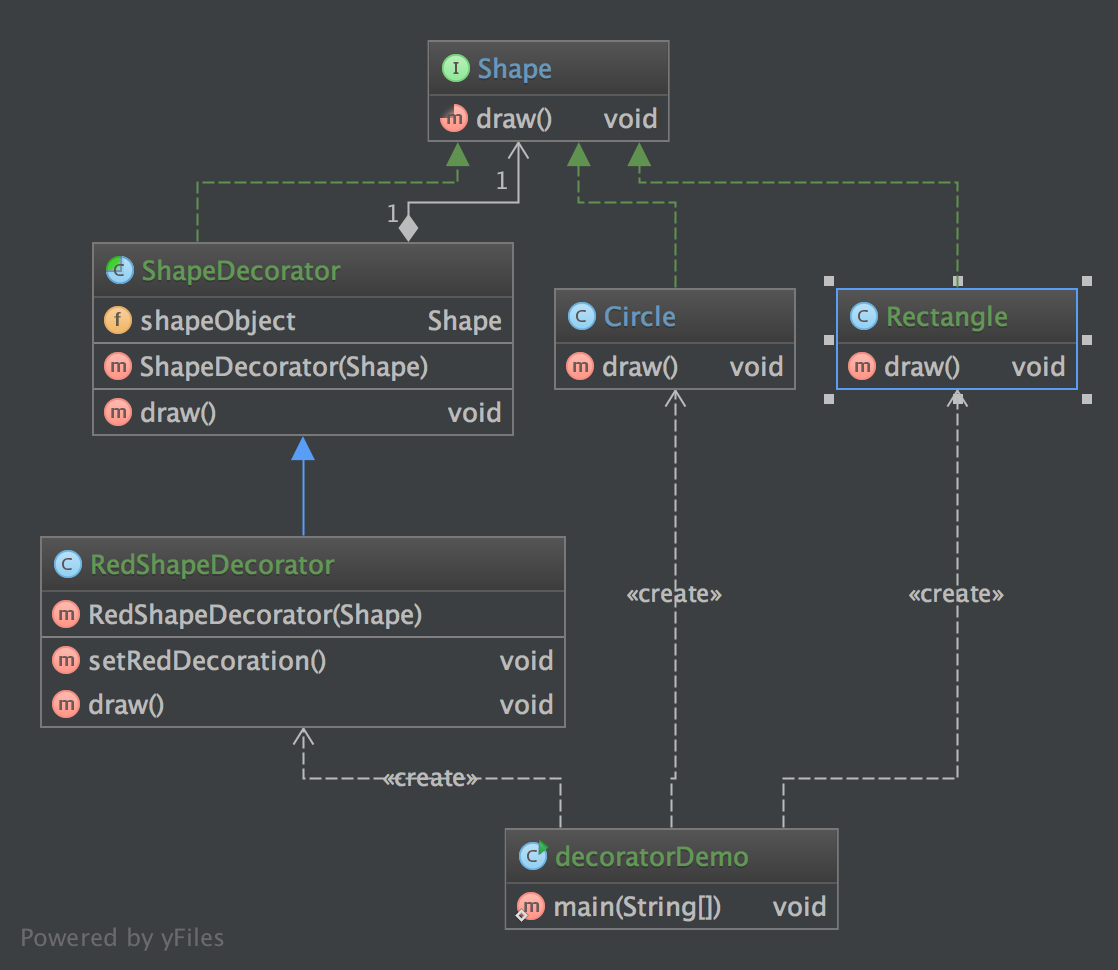 I Shape
m draw() void
1
1
C ShapeDecorator
f shapeObject Shape
m ShapeDecorator(Shape)
m draw() void
C Circle
m draw() void
C Rectangle
m draw() void
C RedShapeDecorator
m RedShapeDecorator(Shape)
m setRedDecoration() void
m draw() void
«create»
«create»
«create»
C decoratorDemo
m main(String[]) void
Powered by yFiles